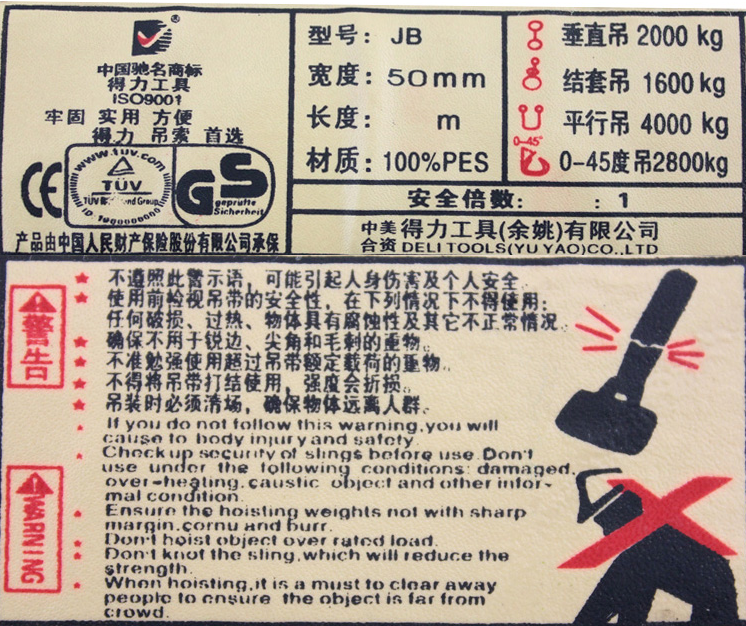 ®
中国驰名商标
得力工具
ISO9001
牢固 实用 方便
得力 吊索 首选
CE
www.tuv.com
TÜV
GS
geprüfte
Sicherheit
产品由中国人民财产保险股份有限公司承保
型号: JB
宽度: 50mm
长度: m
材质: 100%PES
垂直吊 2000 kg
结套吊 1600kg
平行吊 4000 kg
0-45°
0-45度吊2800kg
安全倍数: : 1
中美合资 得力工具(余姚)有限公司
DELI TOOLS(YU YAO)CO.,LTD
警告
不遵照此警示语，可能引起人身伤害及个人安全。
使用前检视吊带的安全性，在下列情况下不得使用:
任何破损、过热、物体具有腐蚀性及其它不正常情况。
确保不用于锐边、尖角和毛刺的重物。
不准勉强使用超过吊带额定载荷的重物。
不得将吊带打结使用，强度会折损。
吊装时必须清场，确保物体远离人群。
WARNING
If you do not follow this warning,you will
cause to body injury and safety.
Check up security of slings before use.Don't
use under the following conditions: damaged,
over-heating,caustic object and other infor-
mal condition.
Ensure the hoisting weights not with sharp
margin,cornu and burr.
Don't hoist object over rated load.
Don't knot the sling,which will reduce the
strength.
When hoisting,it is a must to clear away
people to ensure the object is far from
crowd.